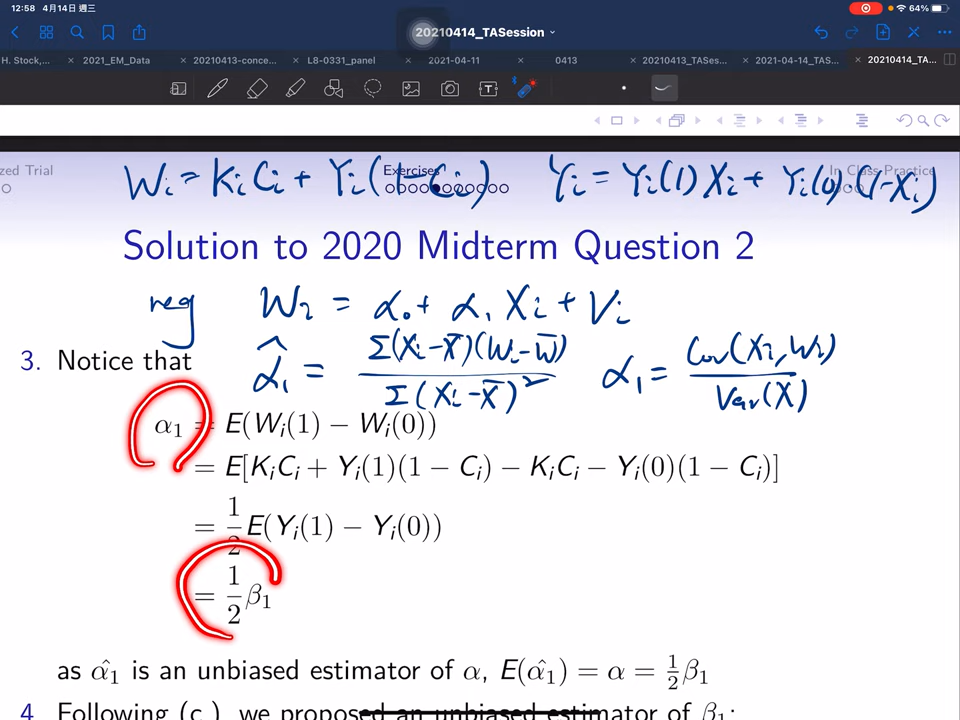 12:58 4月14日 週三
64%
20210414_TASession
H. Stock,...
2021_EM_Data
20210413-conce...
L8-0331_panel
2021-04-11
0413
20210413_TASes...
2021-04-14_TAS...
20210414_TA...
zed Trial
Exercises
In Class Practice
Wi = KiCi + Yi(1-Ci) Yi = Yi(1)Xi + Yi(0)·(1-Xi)
Solution to 2020 Midterm Question 2
reg Wi = α0 + α1 Xi + Vi
3. Notice that
α̂1 = Σ(Xi-X̄)(Wi-W̄) / Σ(Xi-X̄)² α1 = Cov(Xi, Wi) / Var(X)
α1 = E(Wi(1) − Wi(0))
= E[KiCi + Yi(1)(1 − Ci) − KiCi − Yi(0)(1 − Ci)]
= 1/2 E(Yi(1) − Yi(0))
= 1/2 β1
as α̂1 is an unbiased estimator of α, E(α̂1) = α = 1/2 β1
4. Following (c.), we proposed an unbiased estimator of β1: